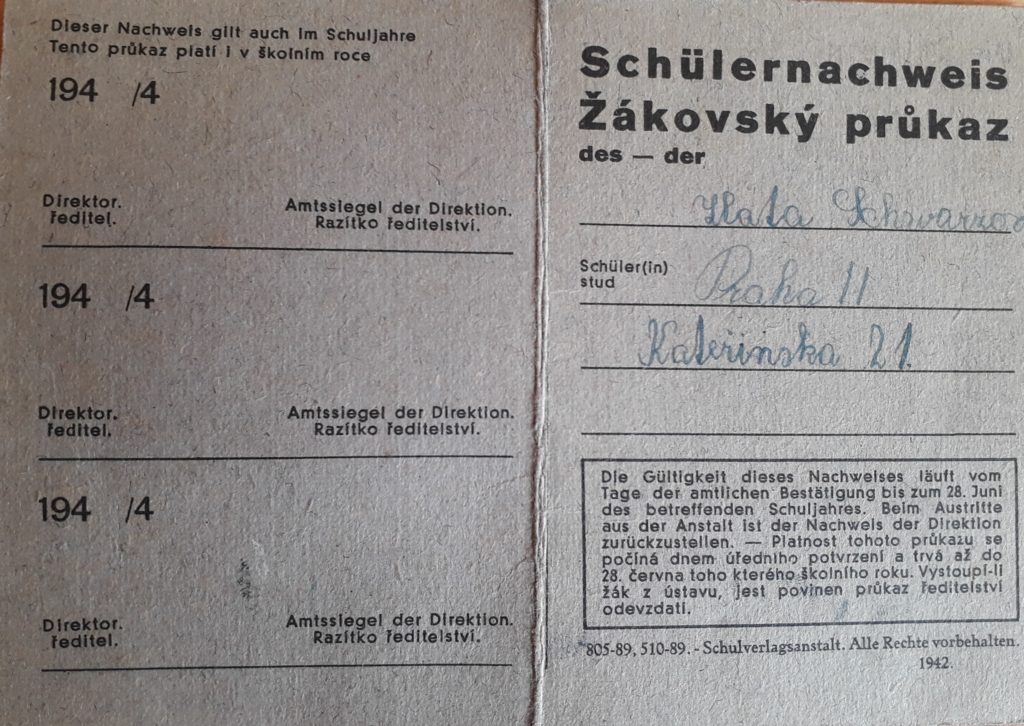 Dieser Nachweis gilt auch im Schuljahre
Tento průkaz platí i v školním roce
194 /4
Direktor.
ředitel.
Amtssiegel der Direktion.
Razítko ředitelství.
194 /4
Direktor.
ředitel.
Amtssiegel der Direktion.
Razítko ředitelství.
194 /4
Direktor.
ředitel.
Amtssiegel der Direktion.
Razítko ředitelství.
Schülernachweis
Žákovský průkaz
des — der
Zlata
Schüler(in)
stud
Praha II
Kateřinska 21.
Die Gültigkeit dieses Nachweises läuft vom
Tage der amtlichen Bestätigung bis zum 28. Juni
des betreffenden Schuljahres. Beim Austritte
aus der Anstalt ist der Nachweis der Direktion
zurückzustellen. — Platnost tohoto průkazu se
počíná dnem úředního potvrzení a trvá až do
28. června toho kterého školního roku. Vystoupí-li
žák z ústavu, jest povinen průkaz ředitelství
odevzdati.
805-89, 510-89. - Schulverlagsanstalt. Alle Rechte vorbehalten.
1942.